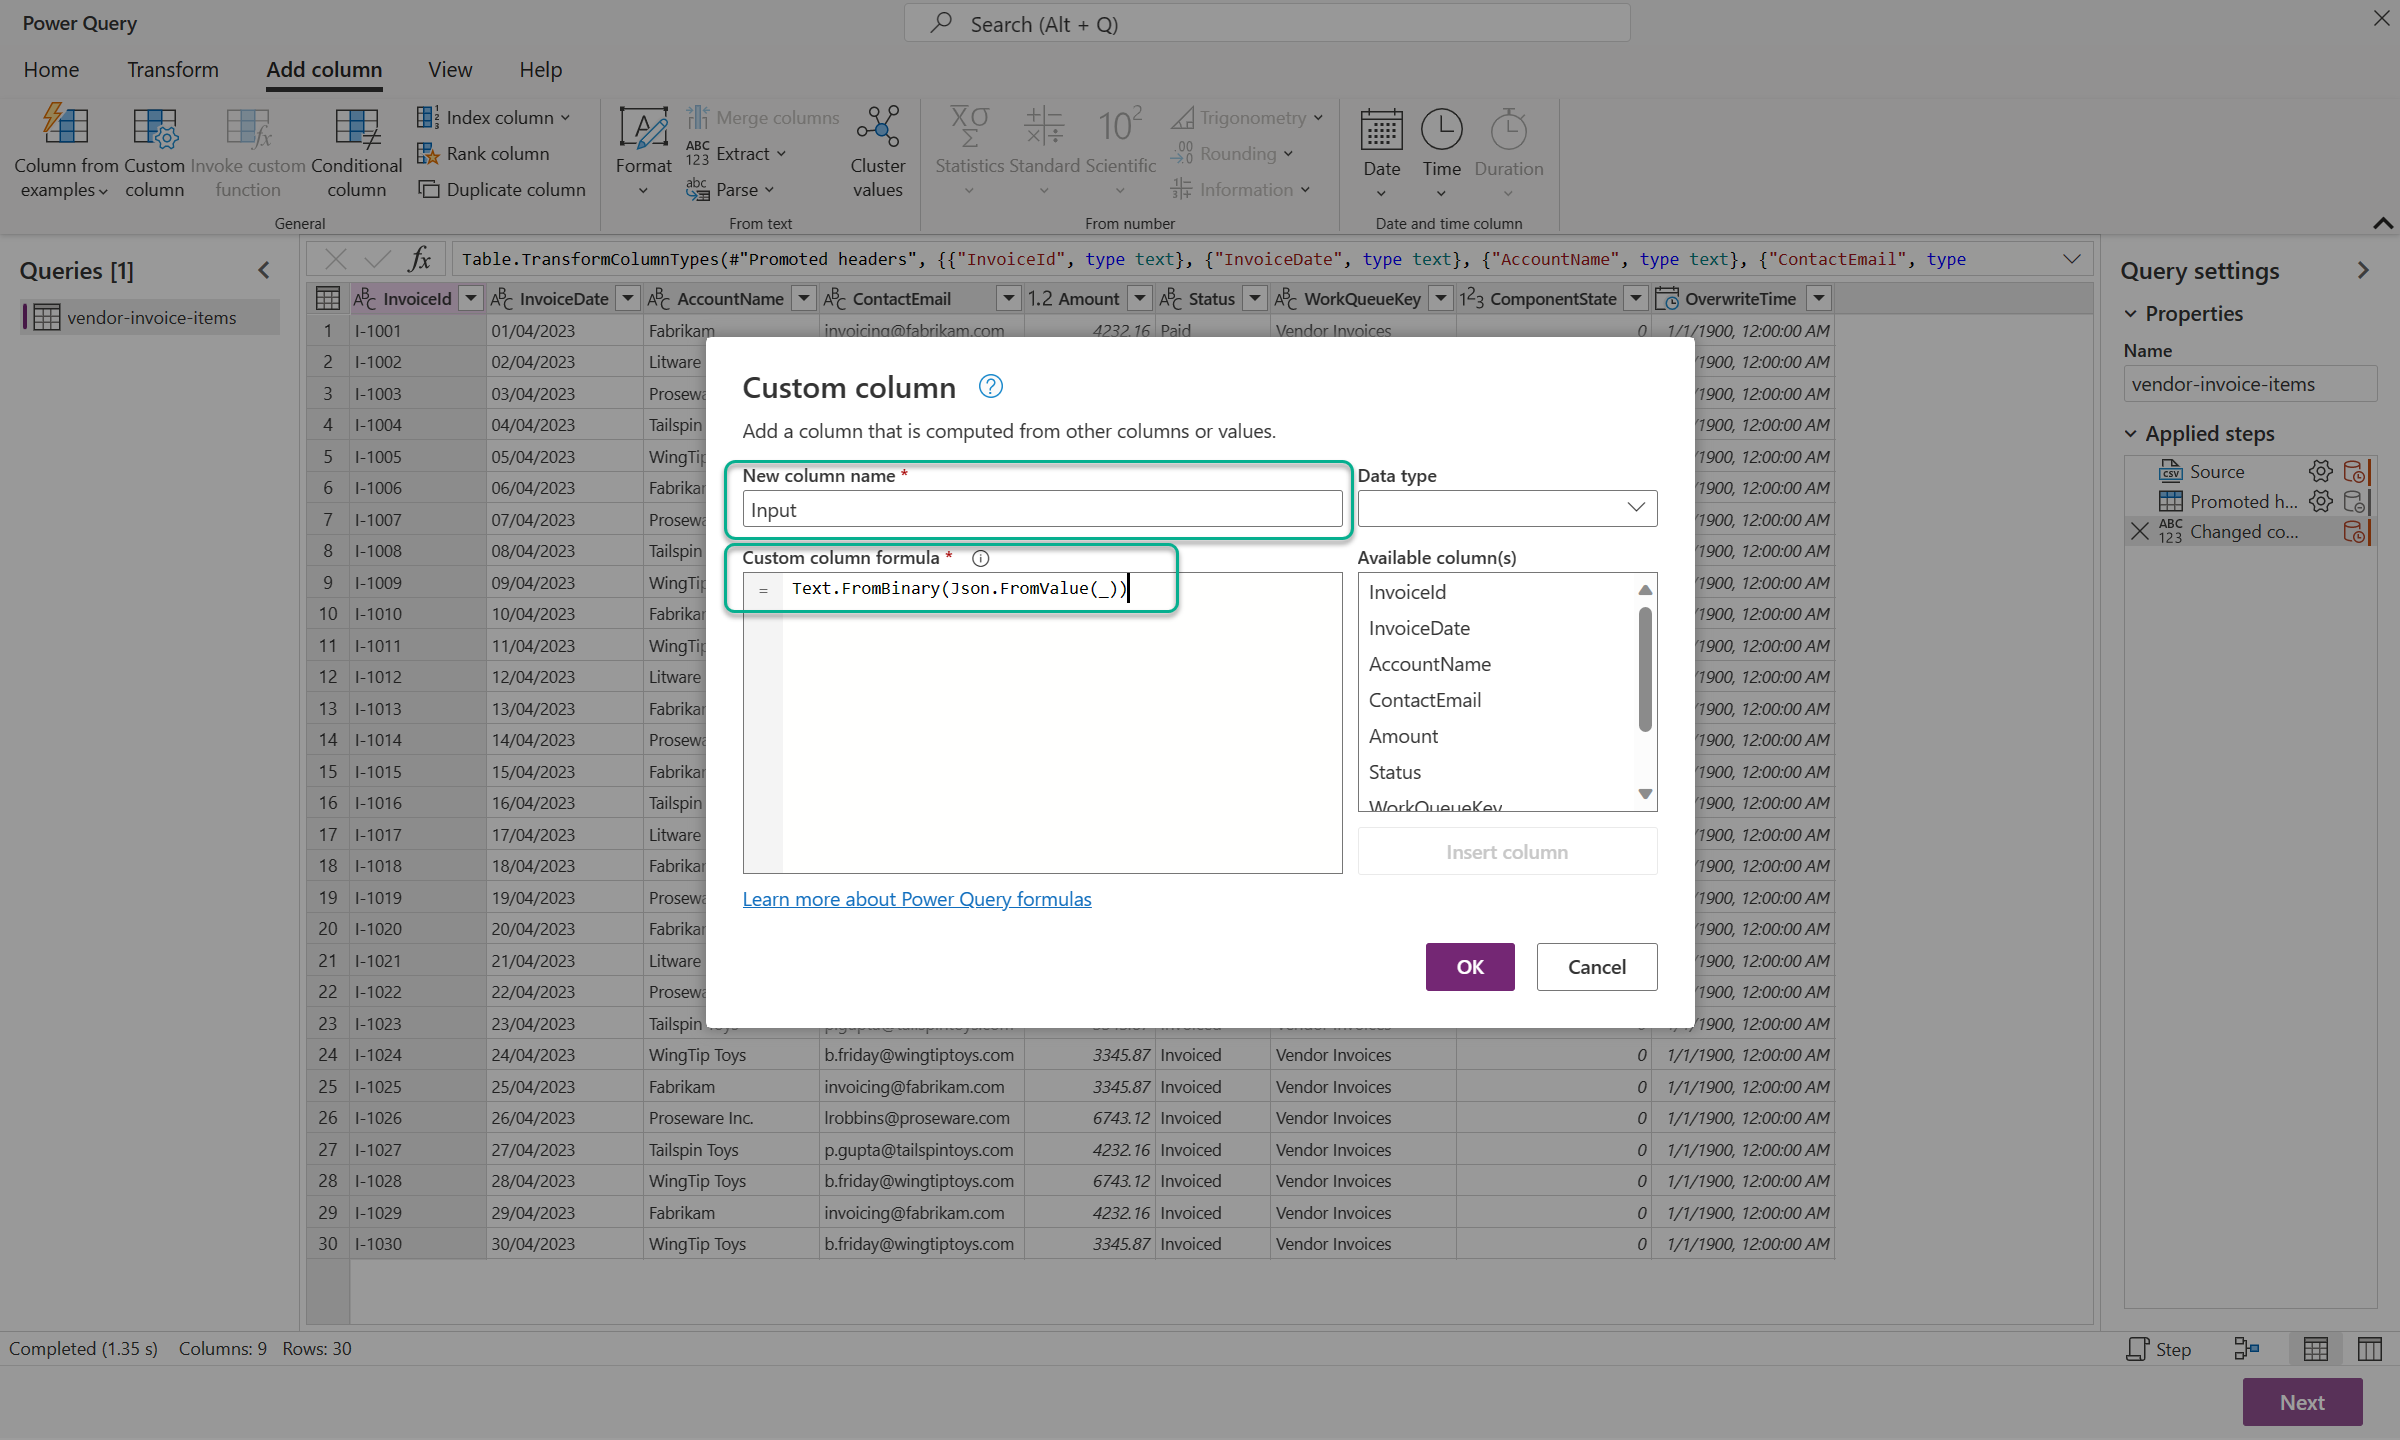 Power Query
Search (Alt + Q)
Home Transform Add column View Help
Column from examples
Custom column
Invoke custom function
Conditional column
Index column
Rank column
Duplicate column
General
Format
Merge columns
ABC 123 Extract
abc Parse
Cluster values
From text
Statistics
Standard
10² Scientific
Trigonometry
.00 Rounding
Information
From number
Date
Time
Duration
Date and time column
Queries [1]
vendor-invoice-items
fx Table.TransformColumnTypes(#"Promoted headers", {{"InvoiceId", type text}, {"InvoiceDate", type text}, {"AccountName", type text}, {"ContactEmail", type
InvoiceId InvoiceDate AccountName ContactEmail 1.2 Amount Status WorkQueueKey 123 ComponentState OverwriteTime
1 I-1001 01/04/2023 Fabrikam invoicing@fabrikam.com 4232.16 Paid Vendor Invoices 0 1/1/1900, 12:00:00 AM
2 I-1002 02/04/2023 Litware /1900, 12:00:00 AM
3 I-1003 03/04/2023 Prosewa /1900, 12:00:00 AM
4 I-1004 04/04/2023 Tailspin /1900, 12:00:00 AM
5 I-1005 05/04/2023 WingTip /1900, 12:00:00 AM
6 I-1006 06/04/2023 Fabrikar /1900, 12:00:00 AM
7 I-1007 07/04/2023 Prosewa /1900, 12:00:00 AM
8 I-1008 08/04/2023 Tailspin /1900, 12:00:00 AM
9 I-1009 09/04/2023 WingTip /1900, 12:00:00 AM
10 I-1010 10/04/2023 Fabrikar /1900, 12:00:00 AM
11 I-1011 11/04/2023 WingTip /1900, 12:00:00 AM
12 I-1012 12/04/2023 Litware /1900, 12:00:00 AM
13 I-1013 13/04/2023 Fabrikar /1900, 12:00:00 AM
14 I-1014 14/04/2023 Prosewa /1900, 12:00:00 AM
15 I-1015 15/04/2023 Fabrikar /1900, 12:00:00 AM
16 I-1016 16/04/2023 Tailspin /1900, 12:00:00 AM
17 I-1017 17/04/2023 Litware /1900, 12:00:00 AM
18 I-1018 18/04/2023 Fabrikar /1900, 12:00:00 AM
19 I-1019 19/04/2023 Prosewa /1900, 12:00:00 AM
20 I-1020 20/04/2023 Fabrikar /1900, 12:00:00 AM
21 I-1021 21/04/2023 Litware /1900, 12:00:00 AM
22 I-1022 22/04/2023 Prosewa /1900, 12:00:00 AM
23 I-1023 23/04/2023 Tailspin Toys p.gupta@tailspintoys.com /1900, 12:00:00 AM
24 I-1024 24/04/2023 WingTip Toys b.friday@wingtiptoys.com 3345.87 Invoiced Vendor Invoices 0 1/1/1900, 12:00:00 AM
25 I-1025 25/04/2023 Fabrikam invoicing@fabrikam.com 3345.87 Invoiced Vendor Invoices 0 1/1/1900, 12:00:00 AM
26 I-1026 26/04/2023 Proseware Inc. lrobbins@proseware.com 6743.12 Invoiced Vendor Invoices 0 1/1/1900, 12:00:00 AM
27 I-1027 27/04/2023 Tailspin Toys p.gupta@tailspintoys.com 4232.16 Invoiced Vendor Invoices 0 1/1/1900, 12:00:00 AM
28 I-1028 28/04/2023 WingTip Toys b.friday@wingtiptoys.com 6743.12 Invoiced Vendor Invoices 0 1/1/1900, 12:00:00 AM
29 I-1029 29/04/2023 Fabrikam invoicing@fabrikam.com 4232.16 Invoiced Vendor Invoices 0 1/1/1900, 12:00:00 AM
30 I-1030 30/04/2023 WingTip Toys b.friday@wingtiptoys.com 3345.87 Invoiced Vendor Invoices 0 1/1/1900, 12:00:00 AM
Custom column
Add a column that is computed from other columns or values.
New column name *
Input
Data type
Custom column formula *
= Text.FromBinary(Json.FromValue(_))
Available column(s)
InvoiceId
InvoiceDate
AccountName
ContactEmail
Amount
Status
WorkQueueKey
Insert column
Learn more about Power Query formulas
OK Cancel
Query settings
Properties
Name
vendor-invoice-items
Applied steps
CSV Source
Promoted h...
ABC 123 Changed co...
Completed (1.35 s) Columns: 9 Rows: 30
Step
Next